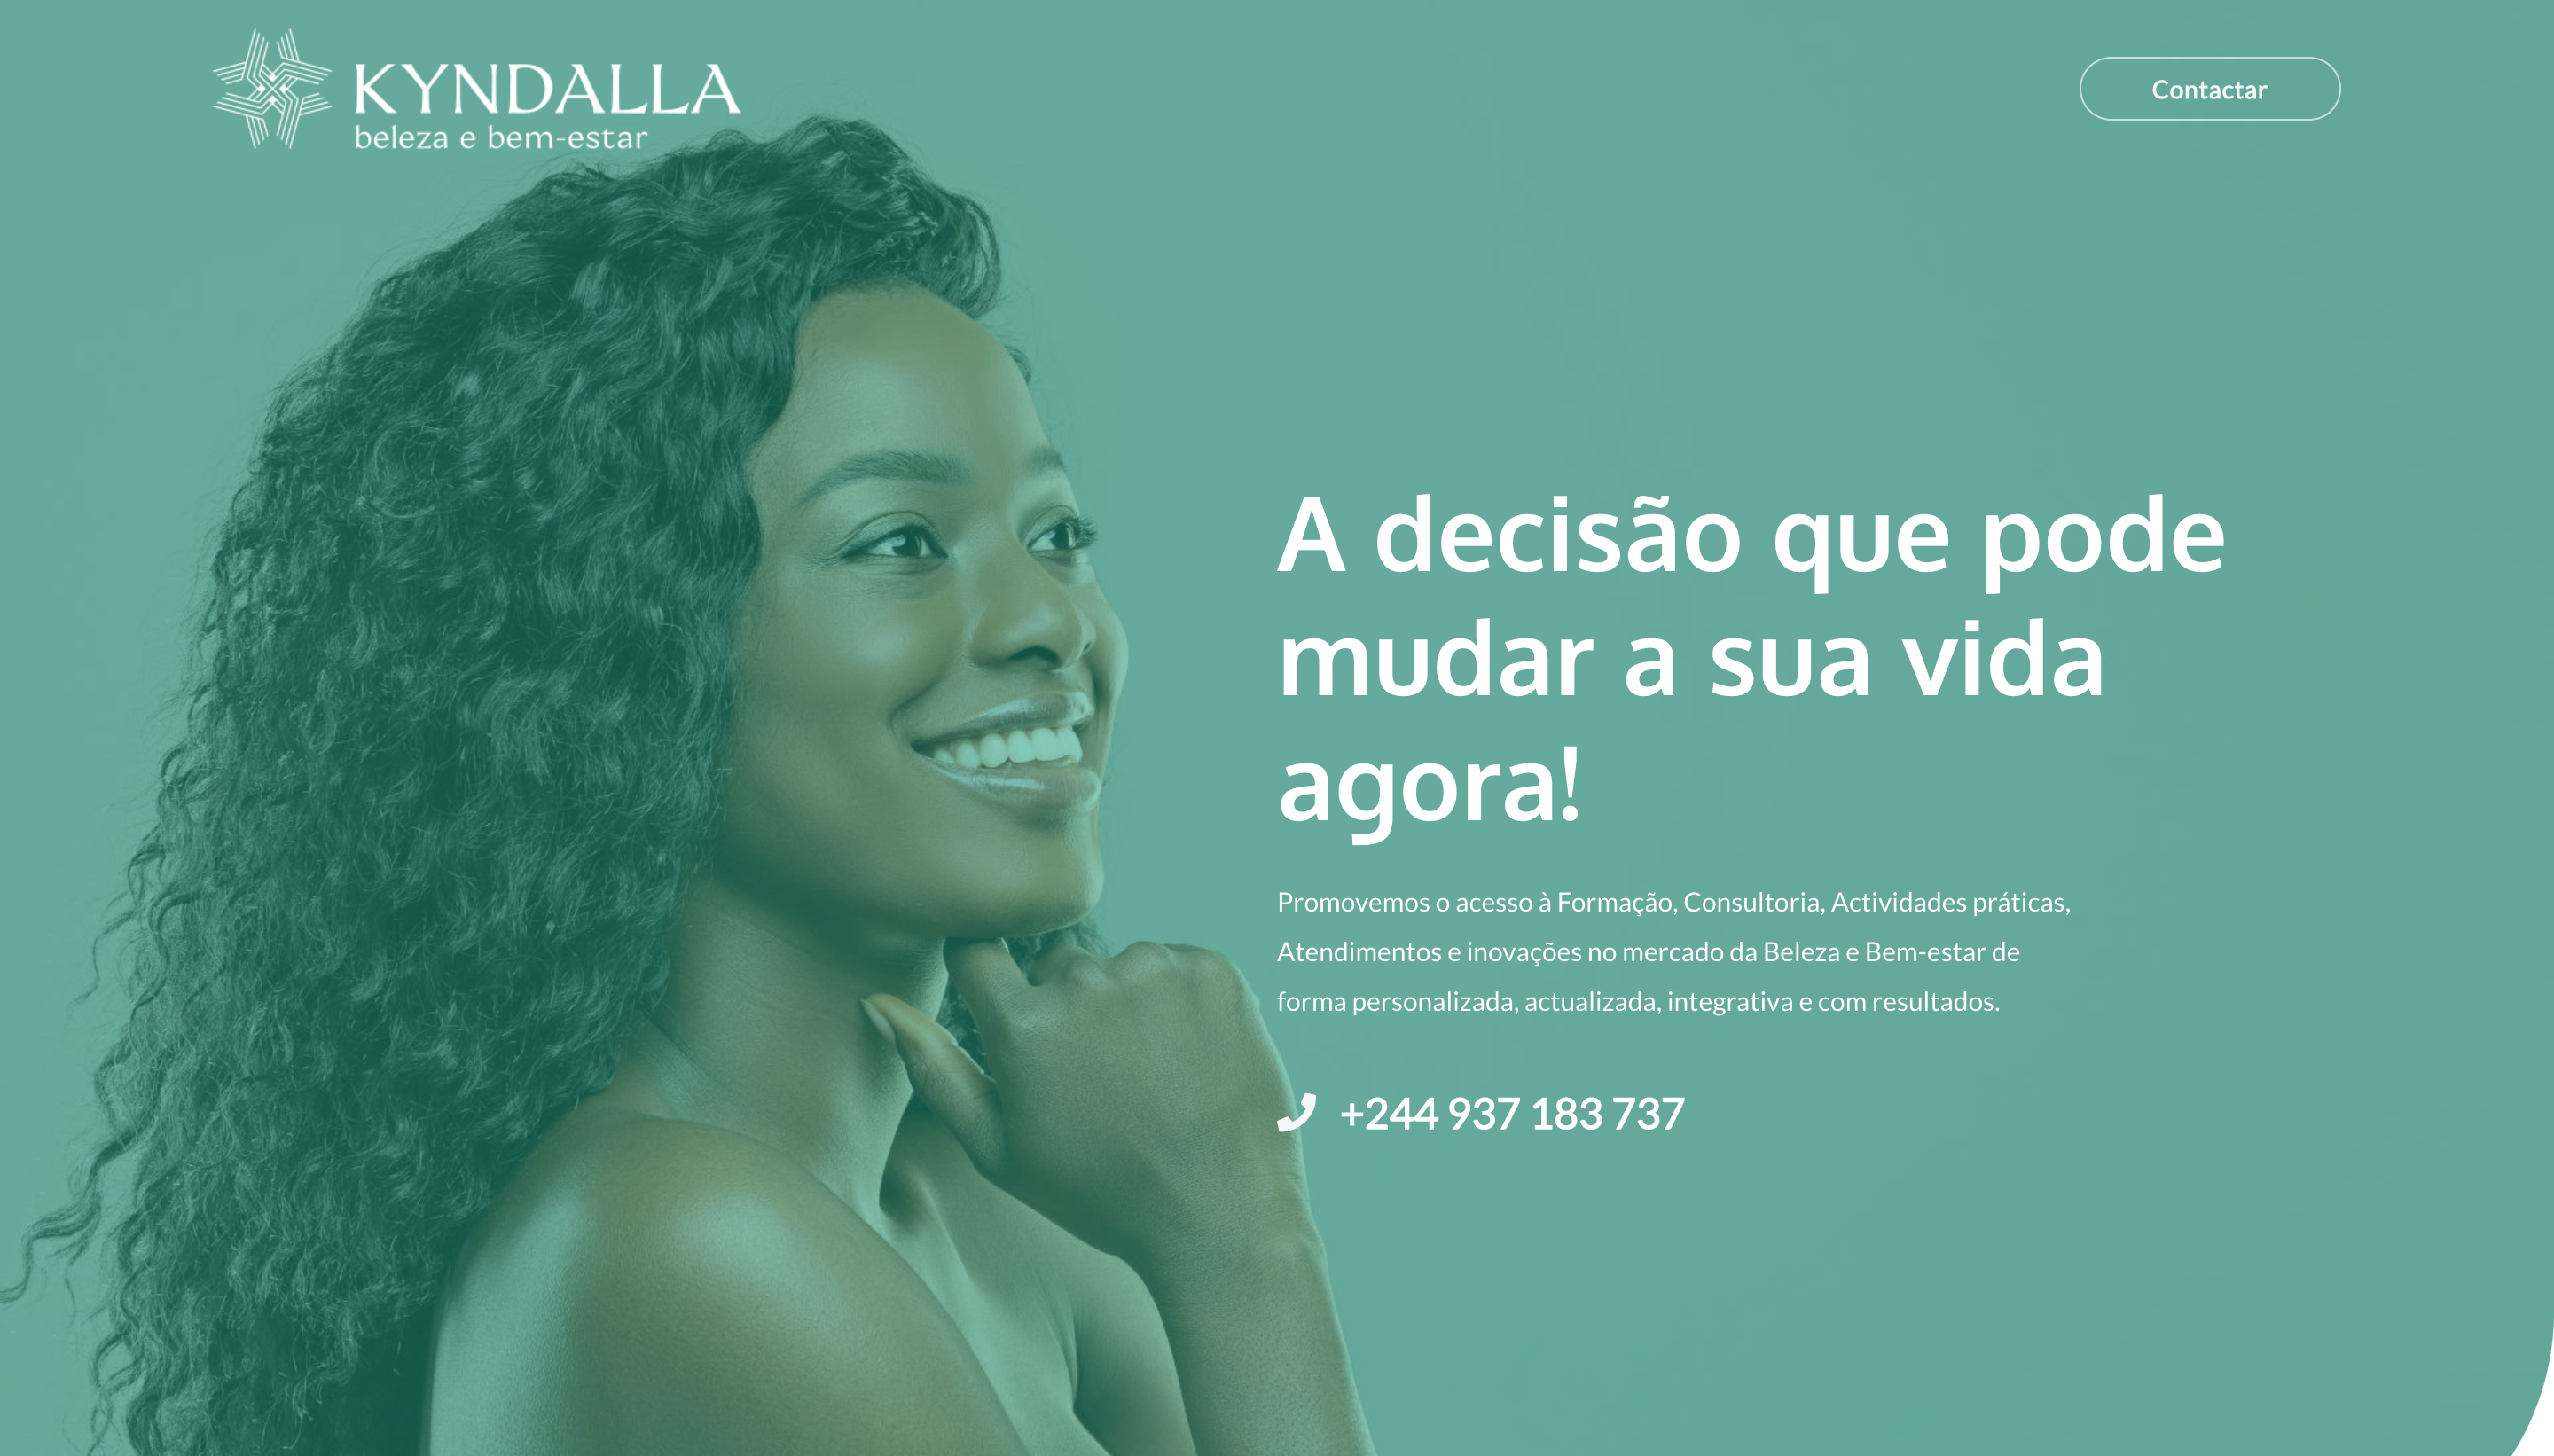 KYNDALLA
beleza e bem-estar
Contactar
A decisão que pode
mudar a sua vida
agora!
Promovemos o acesso à Formação, Consultoria, Actividades práticas,
Atendimentos e inovações no mercado da Beleza e Bem-estar de
forma personalizada, actualizada, integrativa e com resultados.
+244 937 183 737